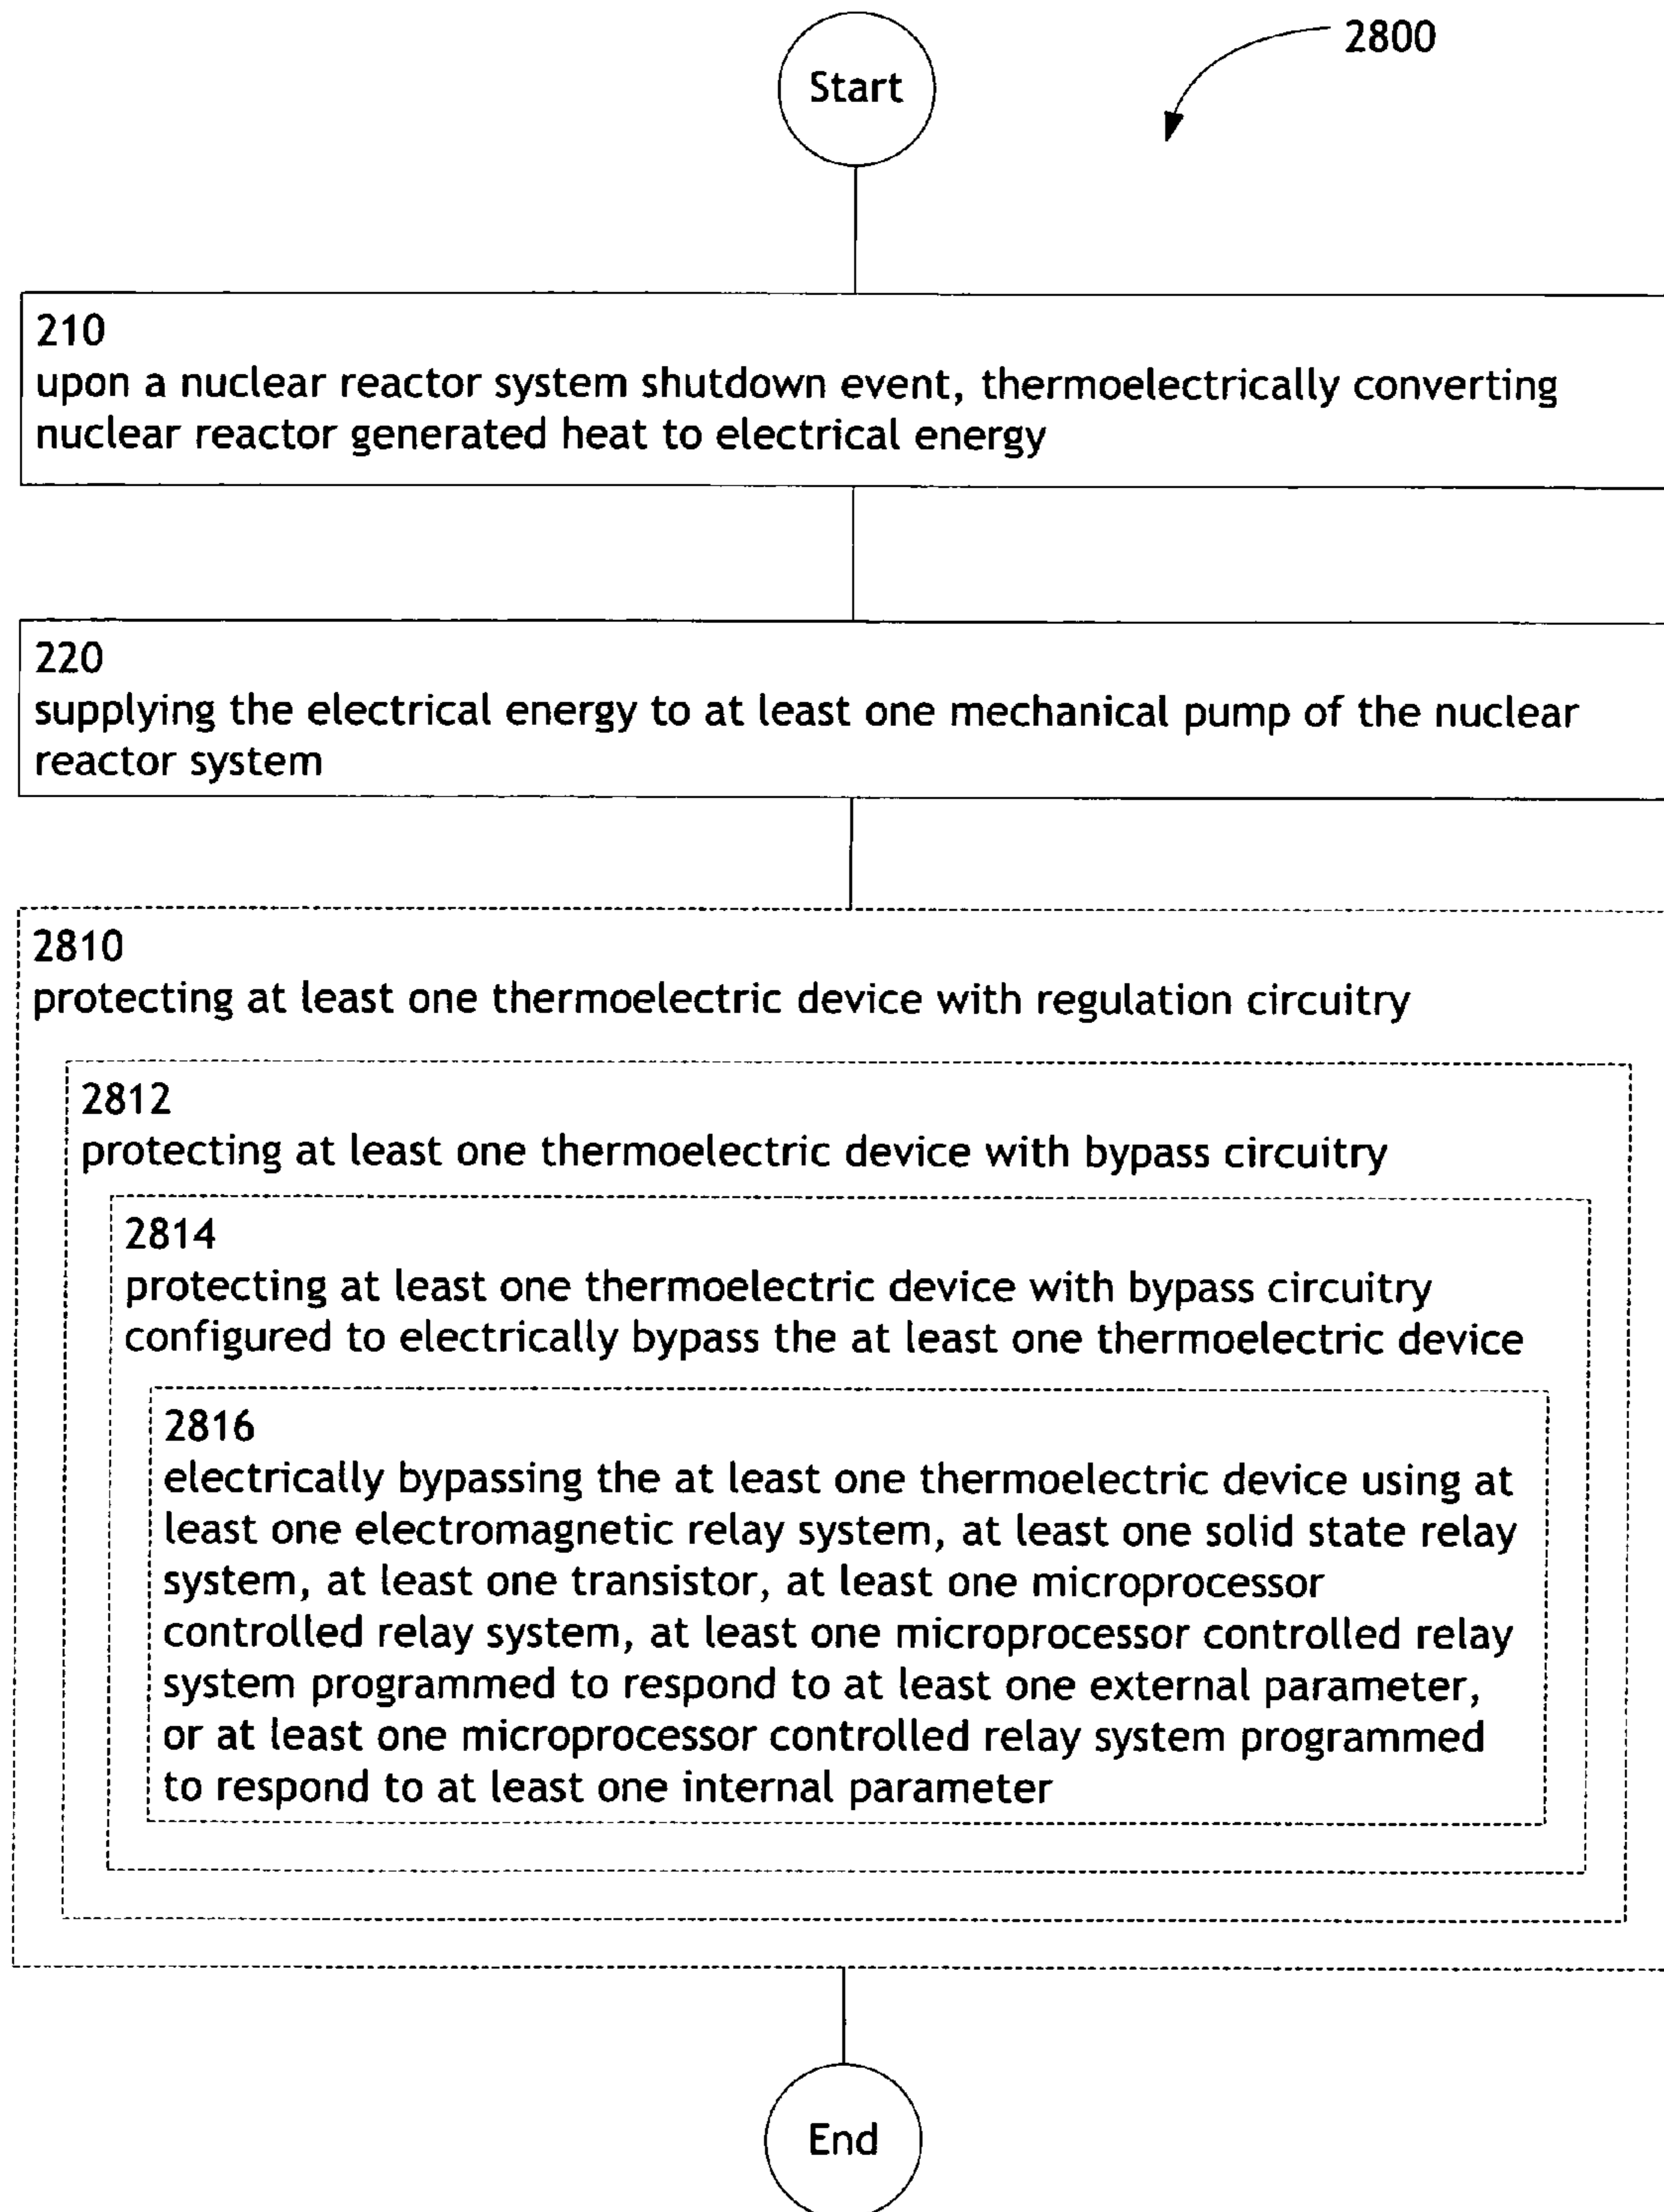 Start
2800
210
upon a nuclear reactor system shutdown event, thermoelectrically converting
nuclear reactor generated heat to electrical energy
220
supplying the electrical energy to at least one mechanical pump of the nuclear
reactor system
2810
protecting at least one thermoelectric device with regulation circuitry
2812
protecting at least one thermoelectric device with bypass circuitry
2814
protecting at least one thermoelectric device with bypass circuitry
configured to electrically bypass the at least one thermoelectric device
2816
electrically bypassing the at least one thermoelectric device using at
least one electromagnetic relay system, at least one solid state relay
system, at least one transistor, at least one microprocessor
controlled relay system, at least one microprocessor controlled relay
system programmed to respond to at least one external parameter,
or at least one microprocessor controlled relay system programmed
to respond to at least one internal parameter
End